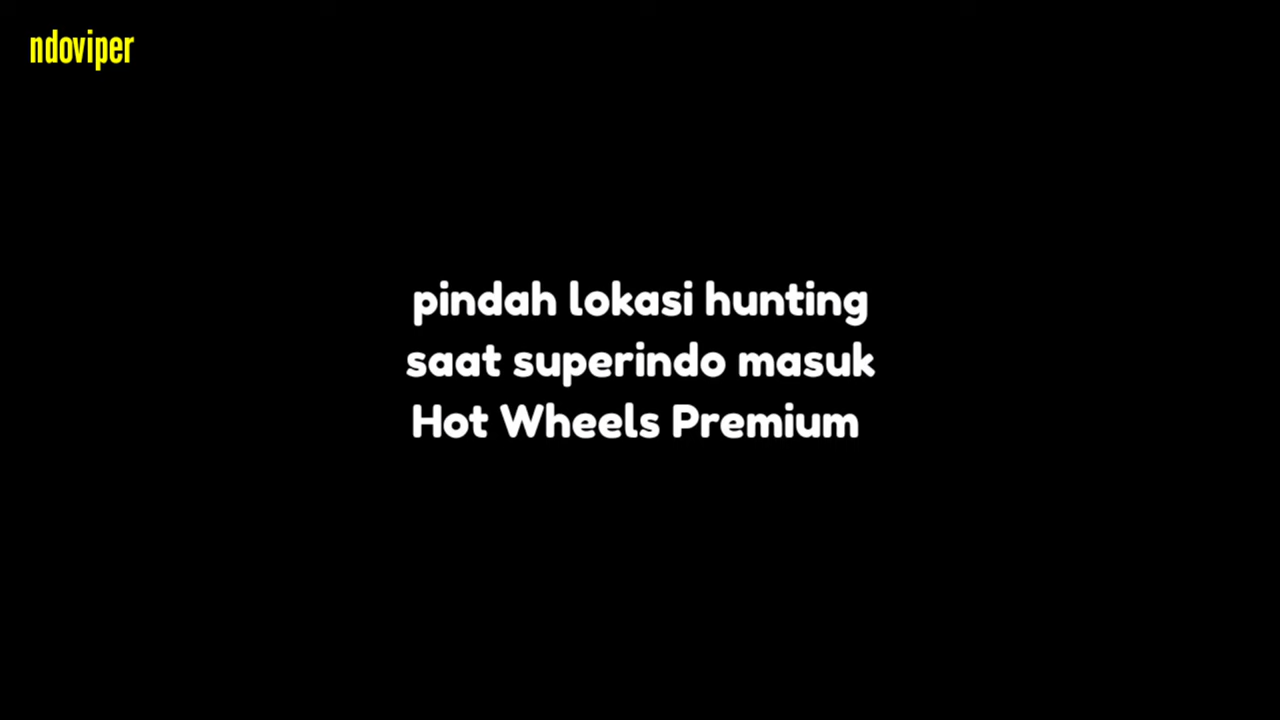 ndoviper
pindah lokasi hunting
saat superindo masuk
Hot Wheels Premium